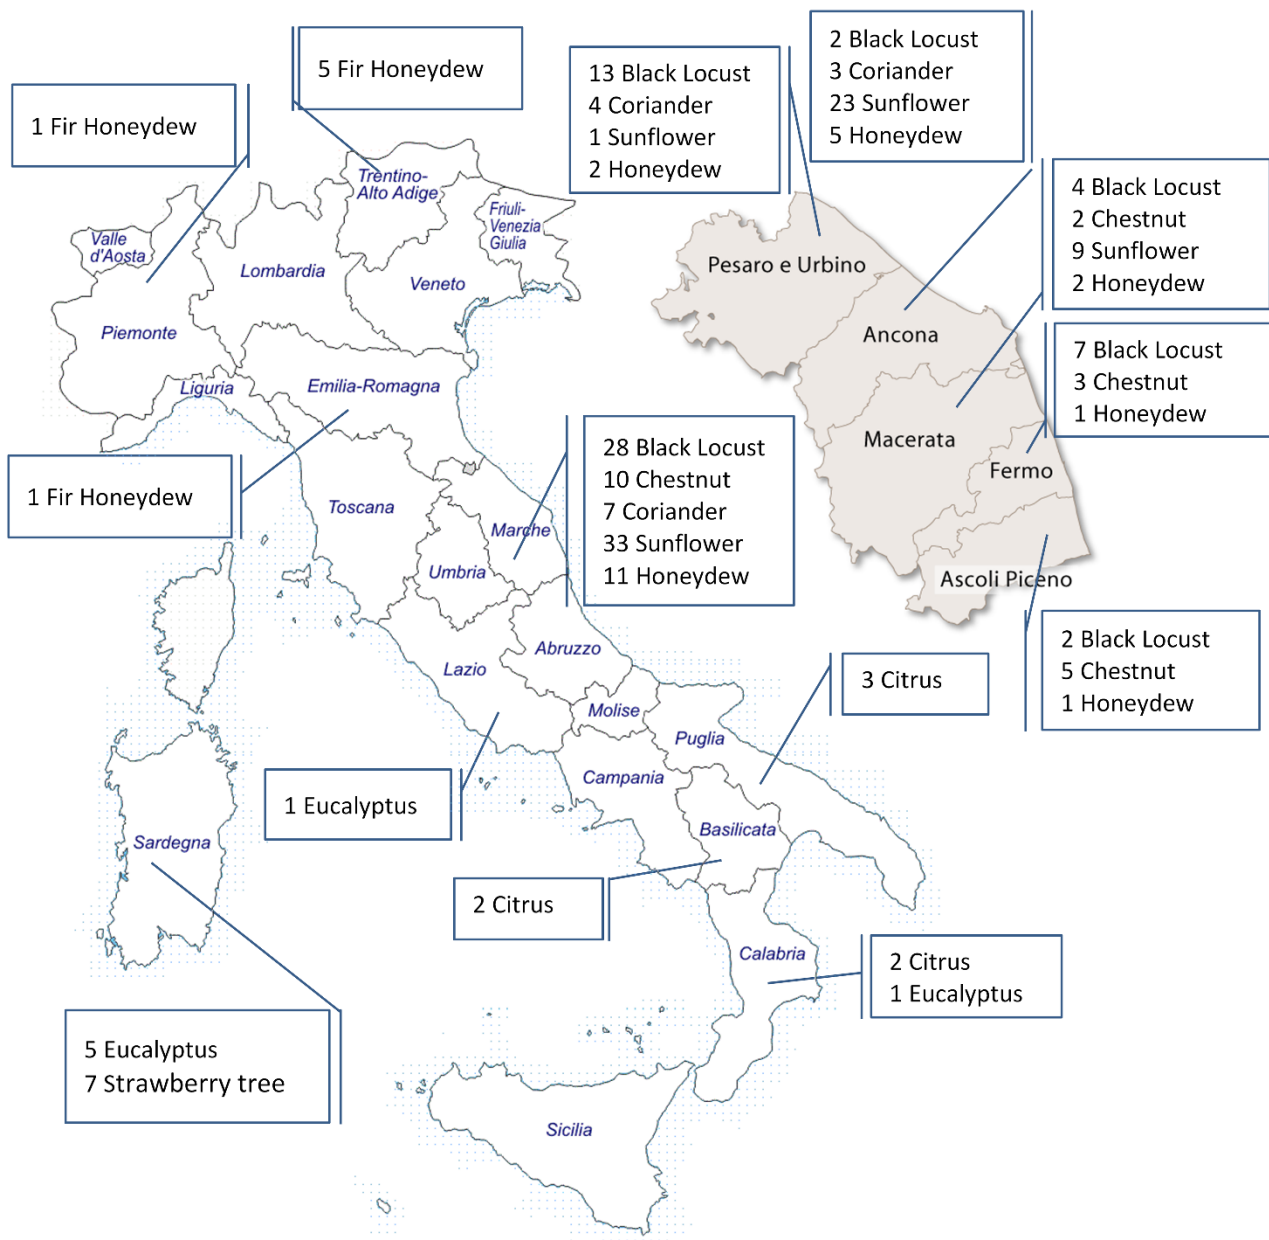 5 Fir Honeydew
1 Fir Honeydew
13 Black Locust
4 Coriander
1 Sunflower
2 Honeydew
2 Black Locust
3 Coriander
23 Sunflower
5 Honeydew
4 Black Locust
2 Chestnut
9 Sunflower
2 Honeydew
7 Black Locust
3 Chestnut
1 Honeydew
Trentino-
Alto Adige
Friuli-
Venezia
Giulia
Valle
d'Aosta
Lombardia
Veneto
Piemonte
Liguria
Emilia-Romagna
Pesaro e Urbino
Ancona
Macerata
Fermo
Ascoli Piceno
1 Fir Honeydew
28 Black Locust
10 Chestnut
7 Coriander
33 Sunflower
11 Honeydew
Toscana
Marche
Umbria
Lazio
Abruzzo
Molise
Puglia
Campania
Basilicata
Sardegna
Calabria
Sicilia
2 Black Locust
5 Chestnut
1 Honeydew
3 Citrus
1 Eucalyptus
2 Citrus
2 Citrus
1 Eucalyptus
5 Eucalyptus
7 Strawberry tree